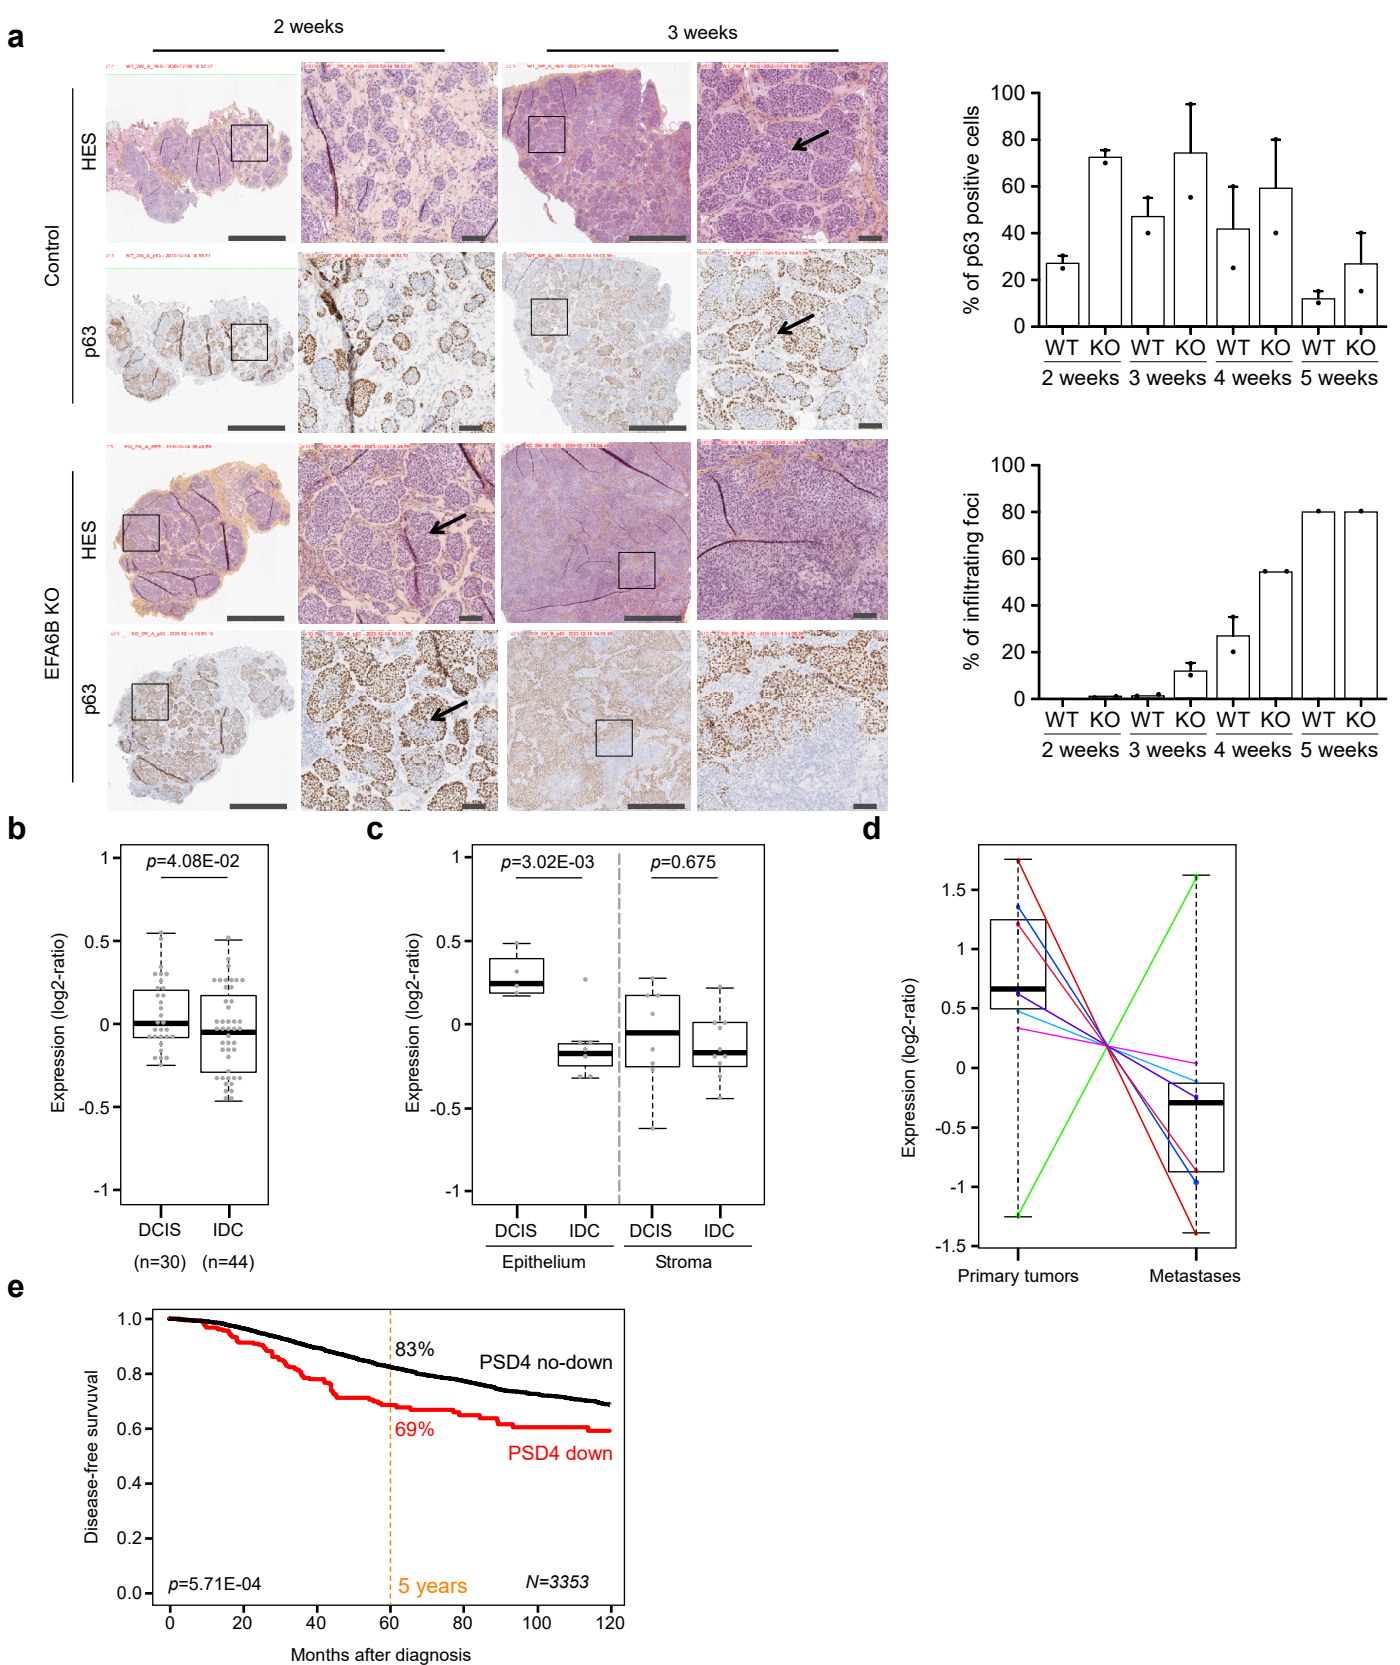 a
2 weeks
3 weeks
HES
p63
Control
HES
p63
EFA6B KO
% of p63 positive cells
100
80
60
40
20
0
WT KO WT KO WT KO WT KO
2 weeks 3 weeks 4 weeks 5 weeks
% of infiltrating foci
100
80
60
40
20
0
WT KO WT KO WT KO WT KO
2 weeks 3 weeks 4 weeks 5 weeks
b
p=4.08E-02
Expression (log2-ratio)
1
0.5
0
-0.5
-1
DCIS IDC
(n=30) (n=44)
c
p=3.02E-03
p=0.675
Expression (log2-ratio)
1
0.5
0
-0.5
-1
DCIS IDC DCIS IDC
Epithelium Stroma
d
Expression (log2-ratio)
1.5
1
0.5
0
-0.5
-1
-1.5
Primary tumors Metastases
e
Disease-free survuval
1.0
0.8
0.6
0.4
0.2
0.0
83%
PSD4 no-down
69%
PSD4 down
p=5.71E-04
5 years
N=3353
0 20 40 60 80 100 120
Months after diagnosis